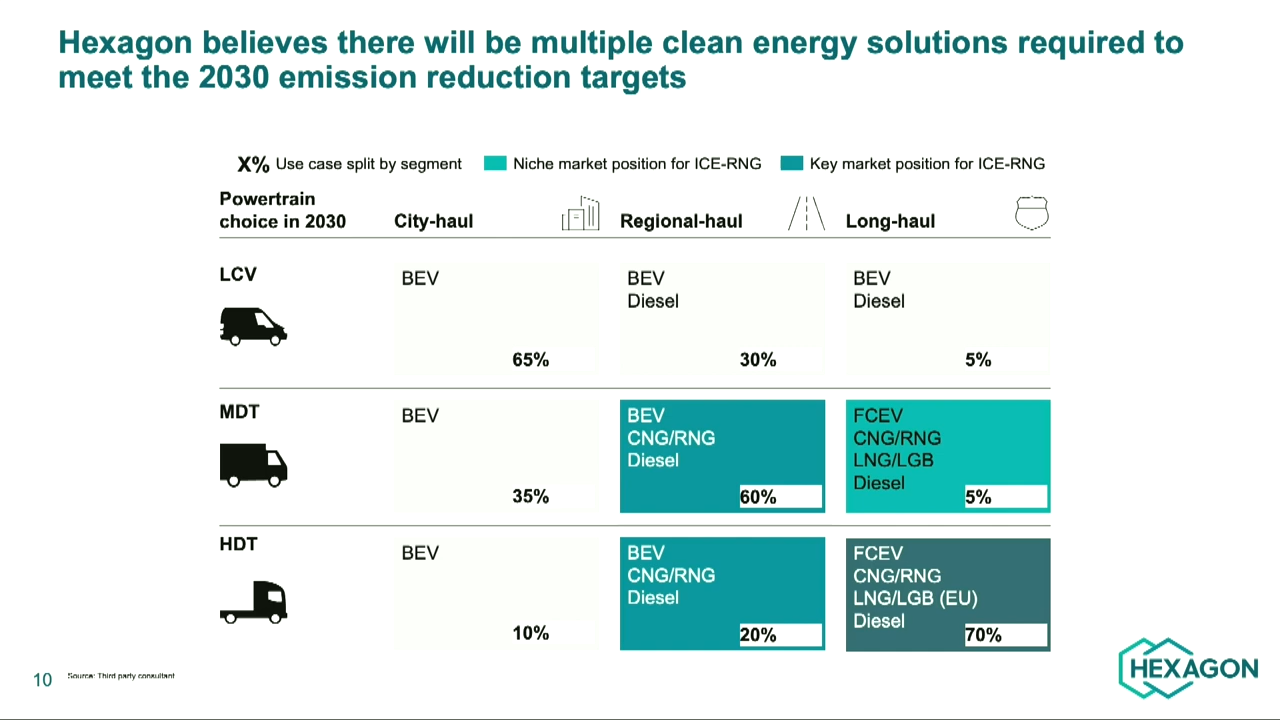 Hexagon believes there will be multiple clean energy solutions required to
meet the 2030 emission reduction targets
X% Use case split by segment
Niche market position for ICE-RNG
Key market position for ICE-RNG
Powertrain
choice in 2030
City-haul
Regional-haul
Long-haul
LCV
BEV
65%
BEV
Diesel
30%
BEV
Diesel
5%
MDT
BEV
35%
BEV
CNG/RNG
Diesel
60%
FCEV
CNG/RNG
LNG/LGB
Diesel
5%
HDT
BEV
10%
BEV
CNG/RNG
Diesel
20%
FCEV
CNG/RNG
LNG/LGB (EU)
Diesel
70%
10
Source: Third party consultant
HEXAGON